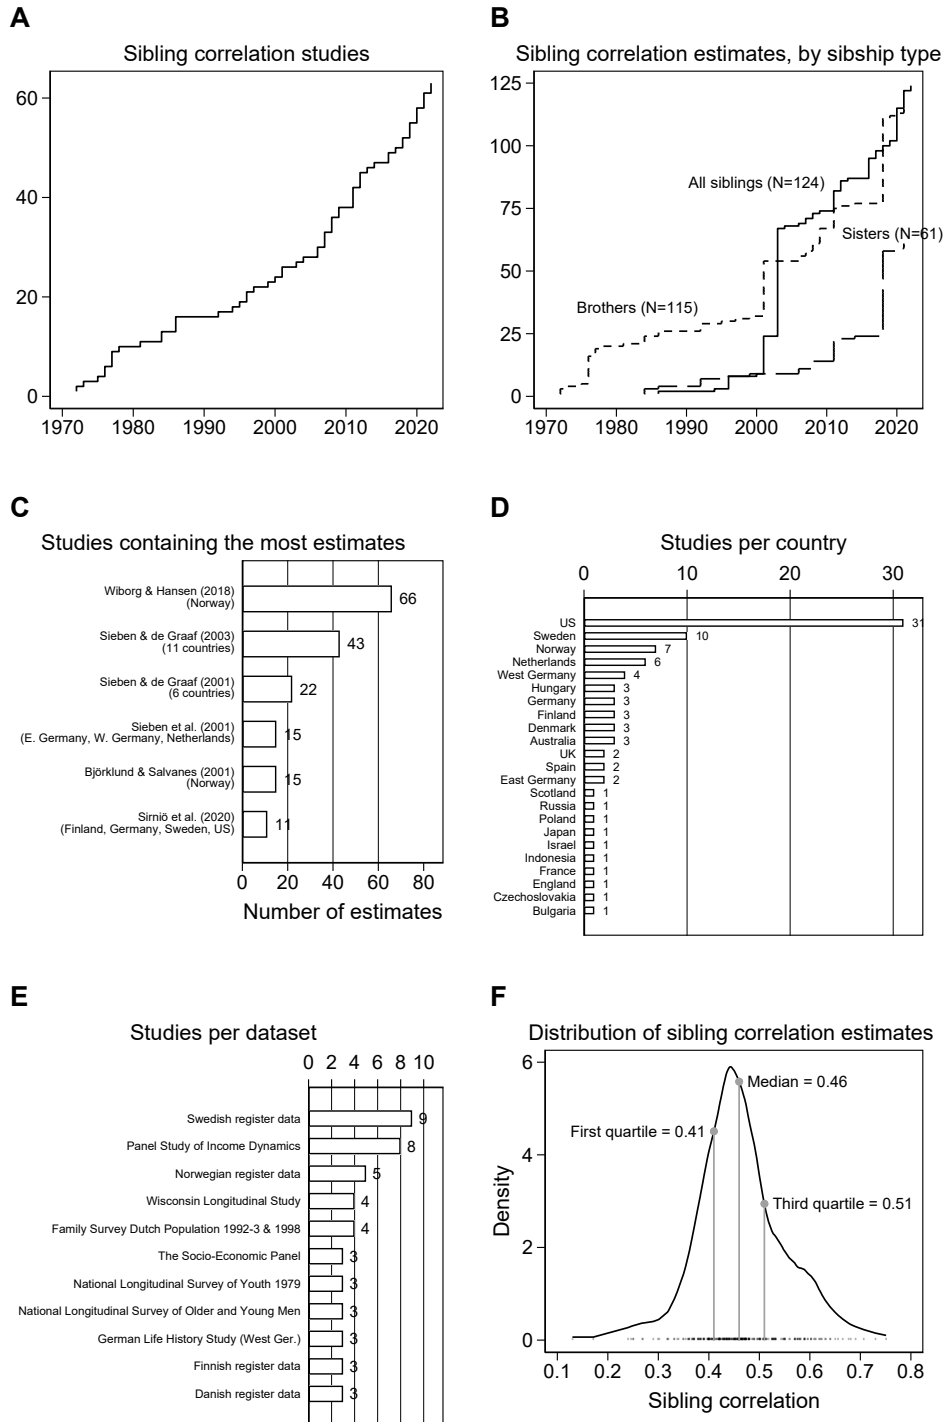 A
Sibling correlation studies
60
40
20
0
1970 1980 1990 2000 2010 2020
B
Sibling correlation estimates, by sibship type
125
100
75
50
25
0
All siblings (N=124)
Sisters (N=61)
Brothers (N=115)
1970 1980 1990 2000 2010 2020
C
Studies containing the most estimates
Wiborg & Hansen (2018)
(Norway)
66
Sieben & de Graaf (2003)
(11 countries)
43
Sieben & de Graaf (2001)
(6 countries)
22
Sieben et al. (2001)
(E. Germany, W. Germany, Netherlands)
15
Björklund & Salvanes (2001)
(Norway)
15
Sirniö et al. (2020)
(Finland, Germany, Sweden, US)
11
0 20 40 60 80
Number of estimates
D
Studies per country
0 10 20 30
US 31
Sweden 10
Norway 7
Netherlands 6
West Germany 4
Hungary 3
Germany 3
Finland 3
Denmark 3
Australia 3
UK 2
Spain 2
East Germany 2
Scotland 1
Russia 1
Poland 1
Japan 1
Israel 1
Indonesia 1
France 1
England 1
Czechoslovakia 1
Bulgaria 1
E
Studies per dataset
0 2 4 6 8 10
Swedish register data 9
Panel Study of Income Dynamics 8
Norwegian register data 5
Wisconsin Longitudinal Study 4
Family Survey Dutch Population 1992-3 & 1998 4
The Socio-Economic Panel 3
National Longitudinal Survey of Youth 1979 3
National Longitudinal Survey of Older and Young Men 3
German Life History Study (West Ger.) 3
Finnish register data 3
Danish register data 3
F
Distribution of sibling correlation estimates
6
4
2
0
Density
Median = 0.46
First quartile = 0.41
Third quartile = 0.51
0.1 0.2 0.3 0.4 0.5 0.6 0.7 0.8
Sibling correlation